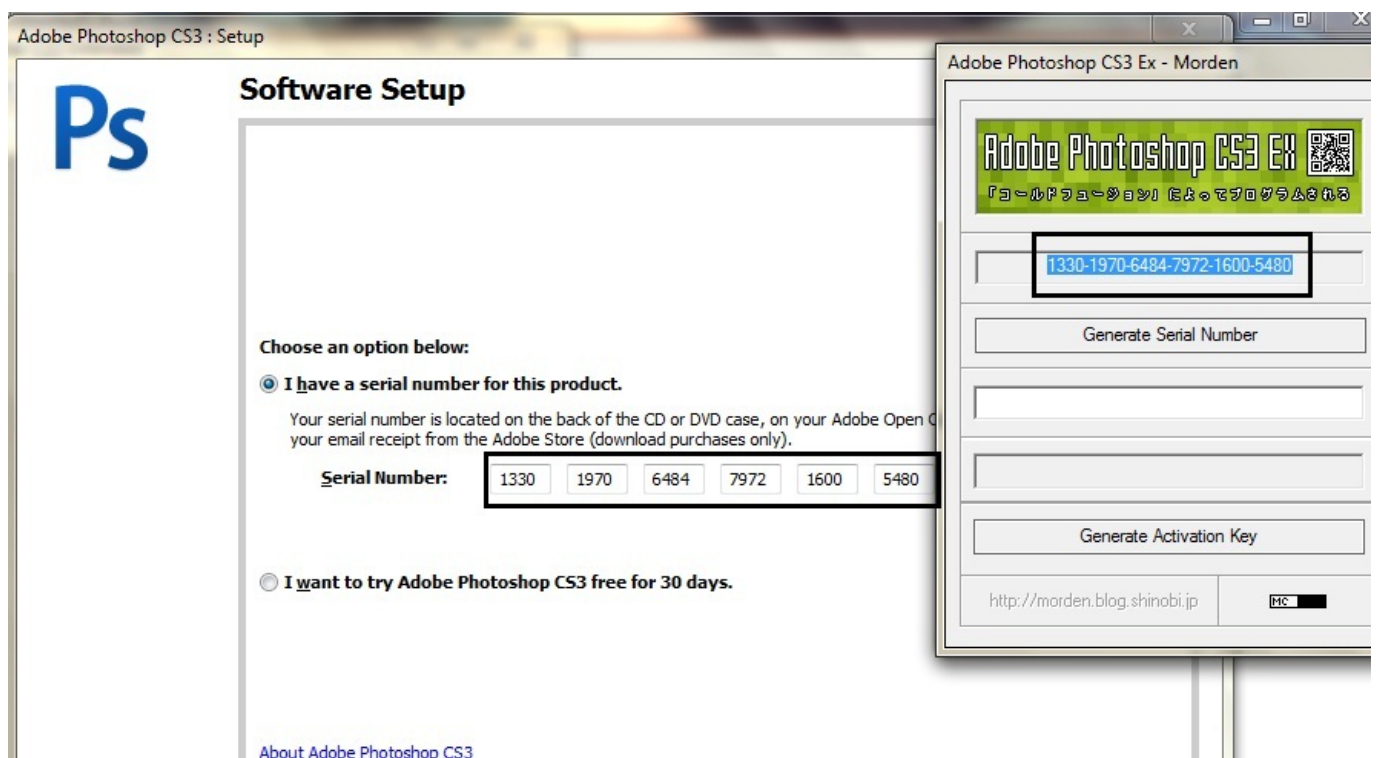 Adobe Photoshop CS3 : Setup
Ps
Software Setup
Choose an option below:
I have a serial number for this product.
Your serial number is located on the back of the CD or DVD case, on your Adobe Open
your email receipt from the Adobe Store (download purchases only).
Serial Number: 1330 1970 6484 7972 1600 5480
I want to try Adobe Photoshop CS3 free for 30 days.
About Adobe Photoshop CS3
Adobe Photoshop CS3 Ex - Morden
Adobe Photoshop CS3 EX
「コールドフュージョン」によってプログラムされる
1330-1970-6484-7972-1600-5480
Generate Serial Number
Generate Activation Key
http://morden.blog.shinobi.jp
MC